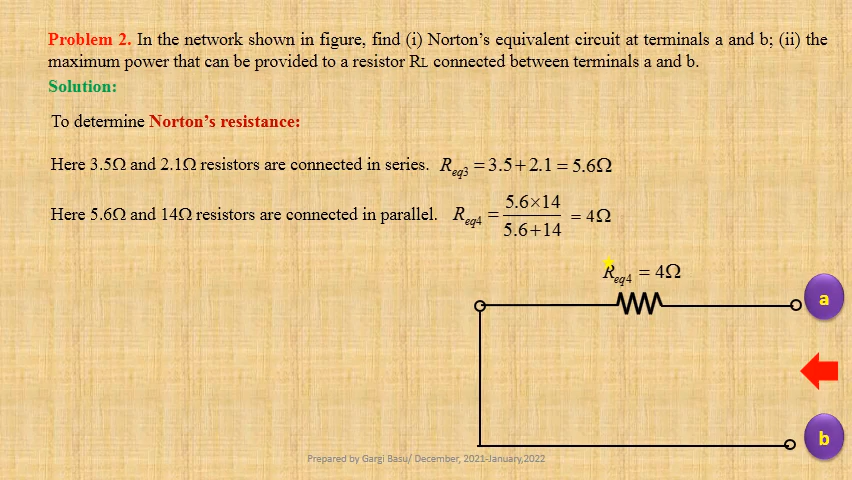 Problem 2. In the network shown in figure, find (i) Norton's equivalent circuit at terminals a and b; (ii) the
maximum power that can be provided to a resistor RL connected between terminals a and b.
Solution:
To determine Norton's resistance:
Here 3.5Ω and 2.1Ω resistors are connected in series. R_eq3 = 3.5+2.1 = 5.6Ω
Here 5.6Ω and 14Ω resistors are connected in parallel. R_eq4 = 5.6×14 / 5.6+14 = 4Ω
R_eq4 = 4Ω
a
b
Prepared by Gargi Basu/ December, 2021-January,2022